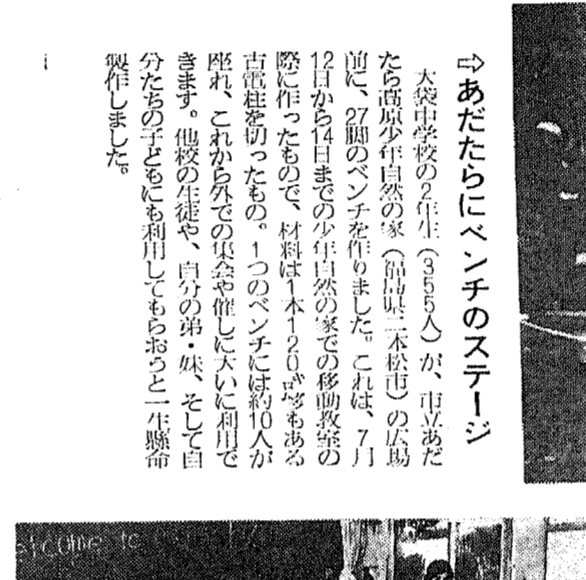 ⇨あだたらにベンチのステージ
大袋中学校の2年生(355人)が、市立あだ
たら高原少年自然の家(福島県二本松市)の広場
前に、27脚のベンチを作りました。これは、7月
12日から14日までの少年自然の家での移動教室の
際に作ったもので、材料は1本120㌔㌘もある
古電柱を切ったもの。1つのベンチには約10人が
座れ、これから外での集会や催しに大いに利用で
きます。他校の生徒や、自分の弟・妹、そして自
分たちの子どもにも利用してもらおうと一生懸命
製作しました。
elcome to